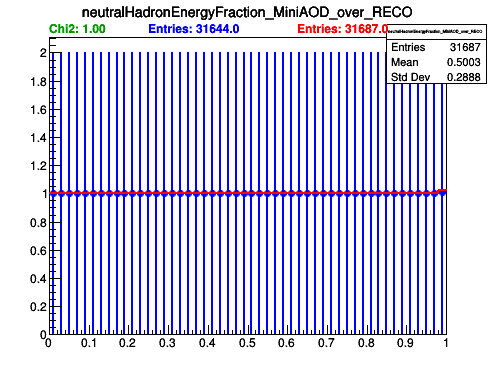 neutralHadronEnergyFraction_MiniAOD_over_RECO
Chi2: 1.00 Entries: 31644.0 Entries: 31687.0
neutralHadronEnergyFraction_MiniAOD_over_RECO
Entries 31687
Mean 0.5003
Std Dev 0.2888
2
1.8
1.6
1.4
1.2
1
0.8
0.6
0.4
0.2
0
0 0.1 0.2 0.3 0.4 0.5 0.6 0.7 0.8 0.9 1